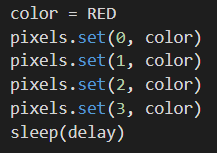 color = RED
pixels.set(0, color)
pixels.set(1, color)
pixels.set(2, color)
pixels.set(3, color)
sleep(delay)